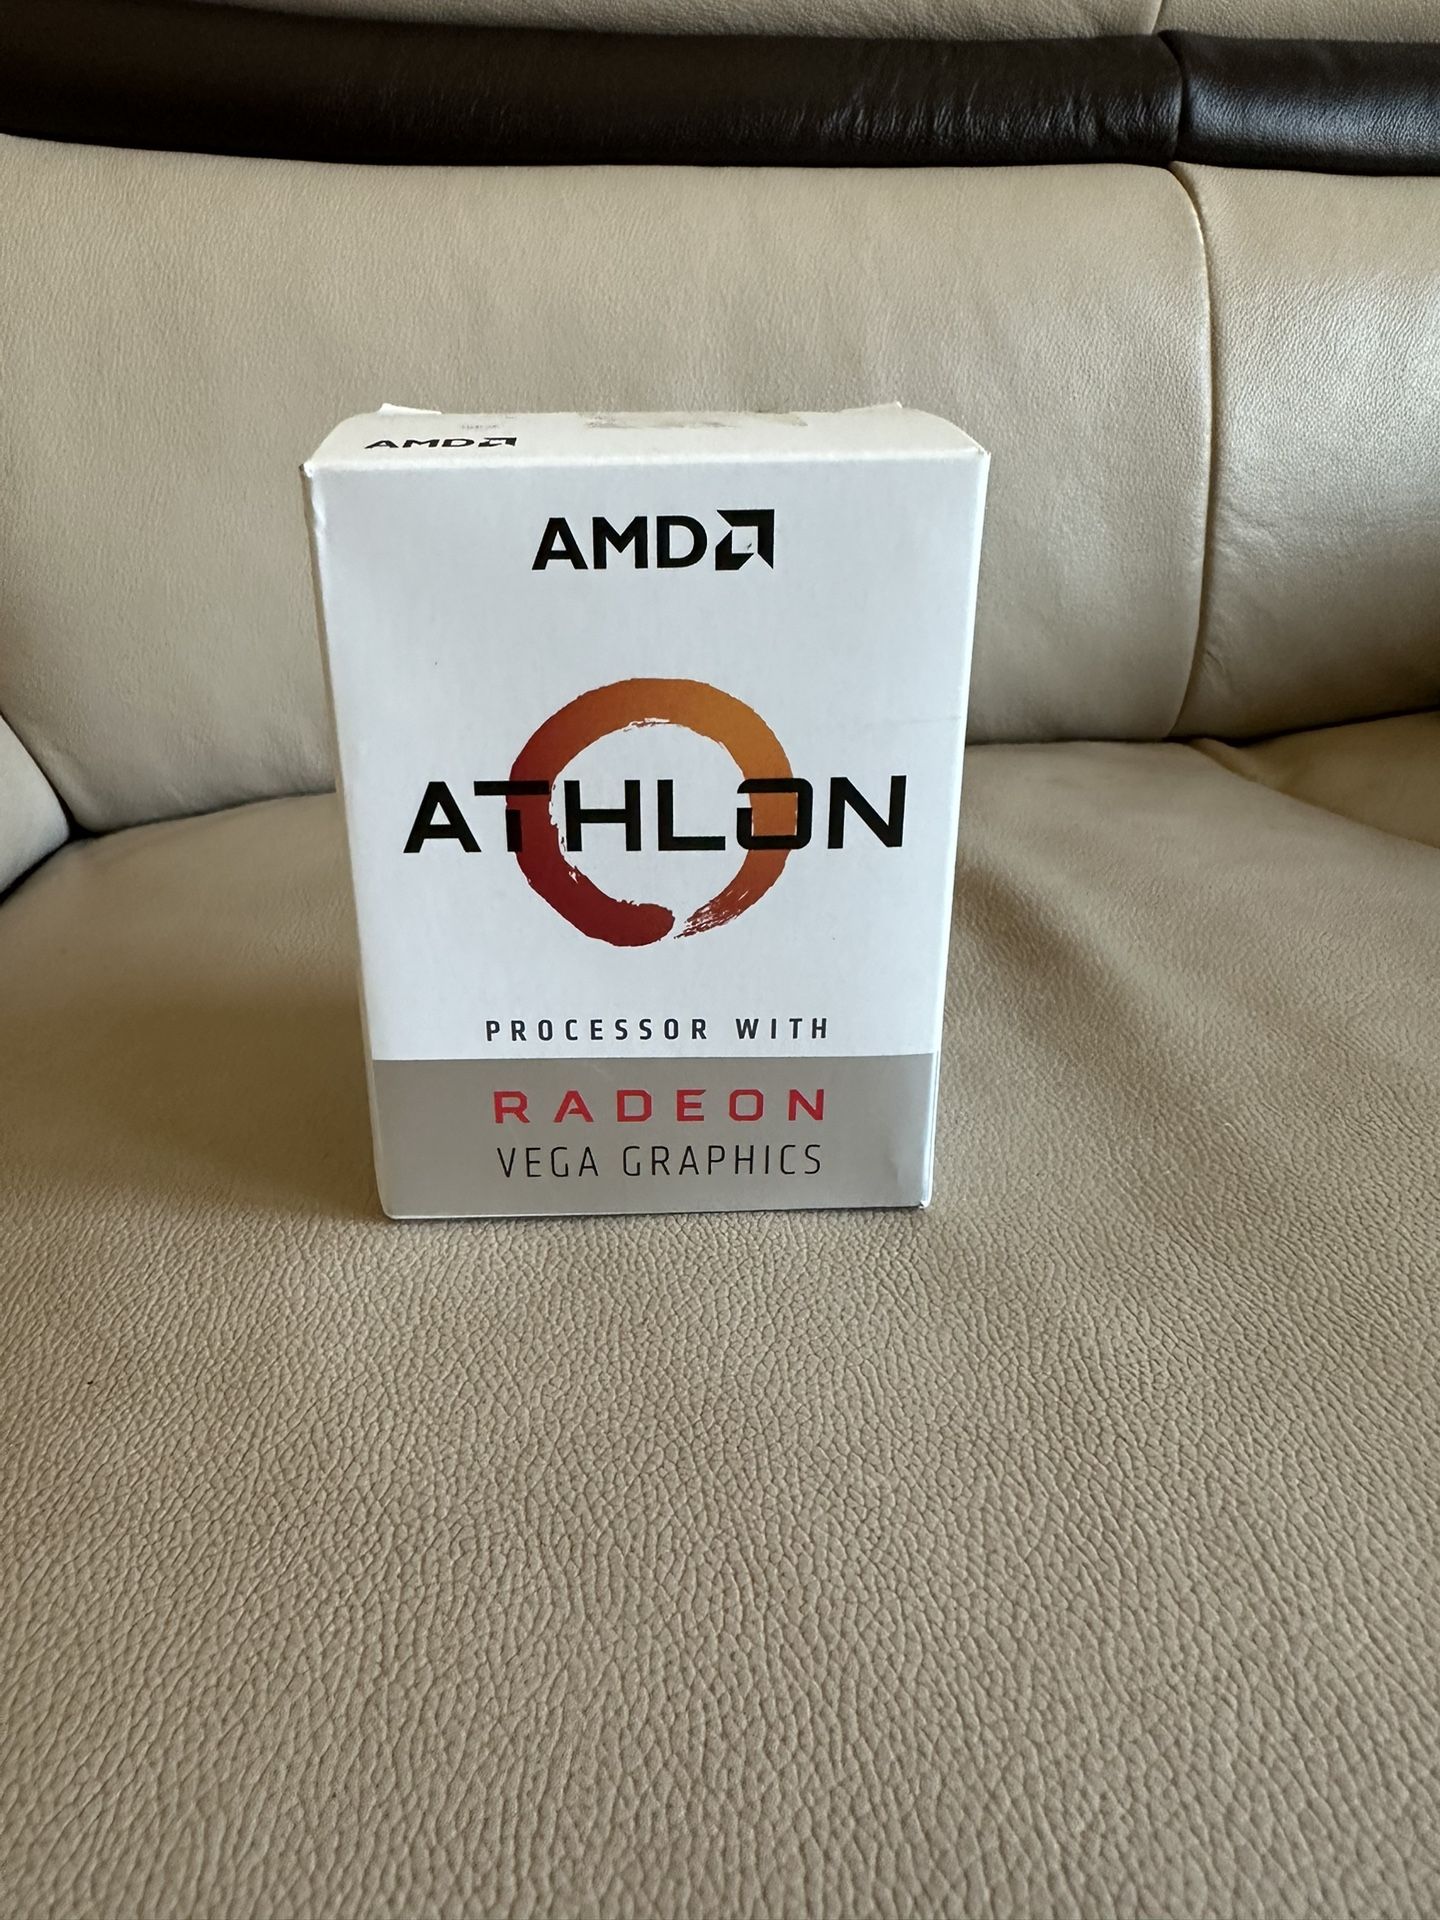 AMD
AMD
ATHLON
PROCESSOR WITH
RADEON
VEGA GRAPHICS